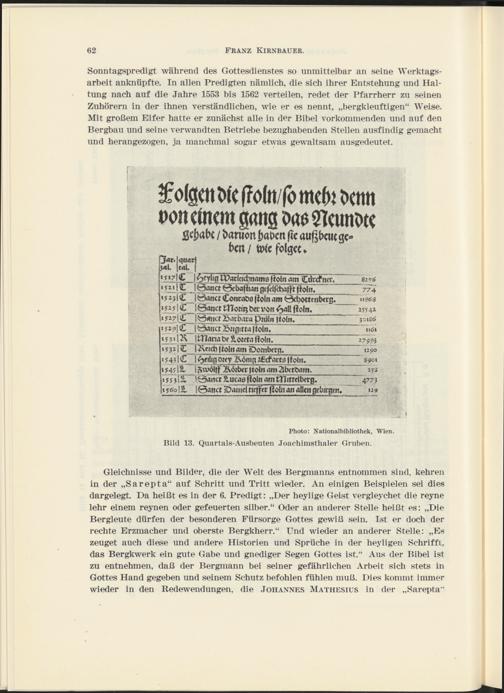 62
FRANZ KIRNBAUER.
Sonntagspredigt während des Gottesdienstes so unmittelbar an seine Werktags-
arbeit anknüpfte. In allen Predigten nämlich, die sich ihrer Entstehung und Hal-
tung nach auf die Jahre 1553 bis 1562 verteilen, redet der Pfarrherr zu seinen
Zuhörern in der ihnen verständlichen, wie er es nennt, „bergkleuftigen" Weise.
Mit großem Eifer hatte er zunächst alle in der Bibel vorkommenden und auf den
Bergbau und seine verwandten Betriebe bezughabenden Stellen ausfindig gemacht
und herangezogen, ja manchmal sogar etwas gewaltsam ausgedeutet.
Folgen die stoln/so mehr denn
von einem gang das Neundte
gehabt / daruon haben sie außbeut ge-
ben / wie folget.
Jar. quar
zal. tal.
1517 C Heylig Warleichnams stoln am Türckner. 8276
1521 T Sanct Sebastian geselschafft stoln. 774
1523 C Sanct Conrads stoln am Schottenberg. 11868
1525 C Sanct Moritz der von Hall stoln. 25542
1527 C Sanct Barbara Prüln stoln. 32186
1529 C Sanct Brigitta stoln. 1161
1531 R Maria de Loreta stoln. 27993
1532 C Reich stoln am Dornberg. 1290
1541 C Heilig drey König Eckarts stoln. 8901
1545 L Zwölff Körber stoln am Aberdam.
1553 L Sanct Lucas stoln am Mittelberg. 4773
1560 L Sanct Daniel tieffer stoln an allen gebirgen. 129
Photo: Nationalbibliothek, Wien.
Bild 13. Quartals-Ausbeuten Joachimsthaler Gruben.
Gleichnisse und Bilder, die der Welt des Bergmanns entnommen sind, kehren
in der „Sarepta" auf Schritt und Tritt wieder. An einigen Beispielen sei dies
dargelegt. Da heißt es in der 6. Predigt: „Der heylige Geist vergleychet die reyne
lehr einem reynen oder gefeuerten silber." Oder an anderer Stelle heißt es: „Die
Bergleute dürfen der besonderen Fürsorge Gottes gewiß sein. Ist er doch der
rechte Erzmacher und oberste Bergkherr." Und wieder an anderer Stelle: „Es
zeuget auch diese und andere Historien und Sprüche in der heyligen Schrifft,
das Bergkwerk ein gute Gabe und gnediger Segen Gottes ist." Aus der Bibel ist
zu entnehmen, daß der Bergmann bei seiner gefährlichen Arbeit sich stets in
Gottes Hand gegeben und seinem Schutz befohlen fühlen muß. Dies kommt immer
wieder in den Redewendungen, die JOHANNES MATHESIUS in der „Sarepta"